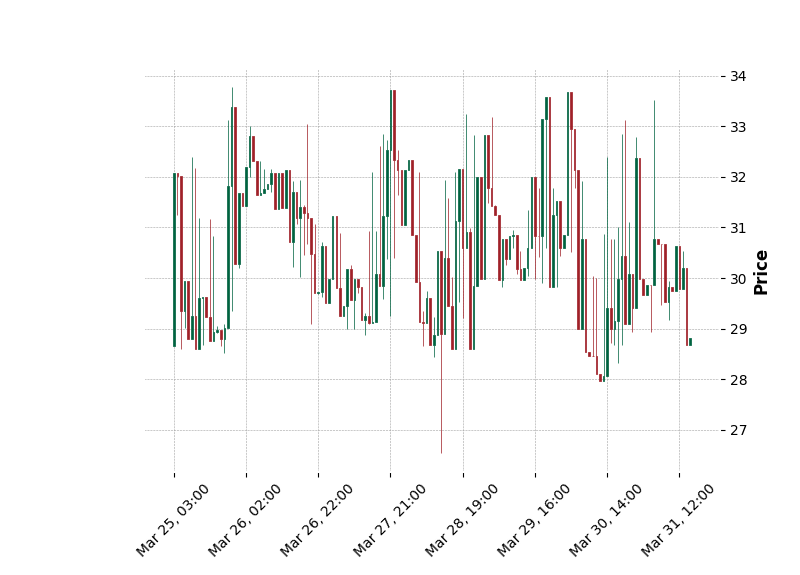 34
33
32
31
30
29
28
27
Price
Mar 25, 03:00
Mar 26, 02:00
Mar 26, 22:00
Mar 27, 21:00
Mar 28, 19:00
Mar 29, 16:00
Mar 30, 14:00
Mar 31, 12:00